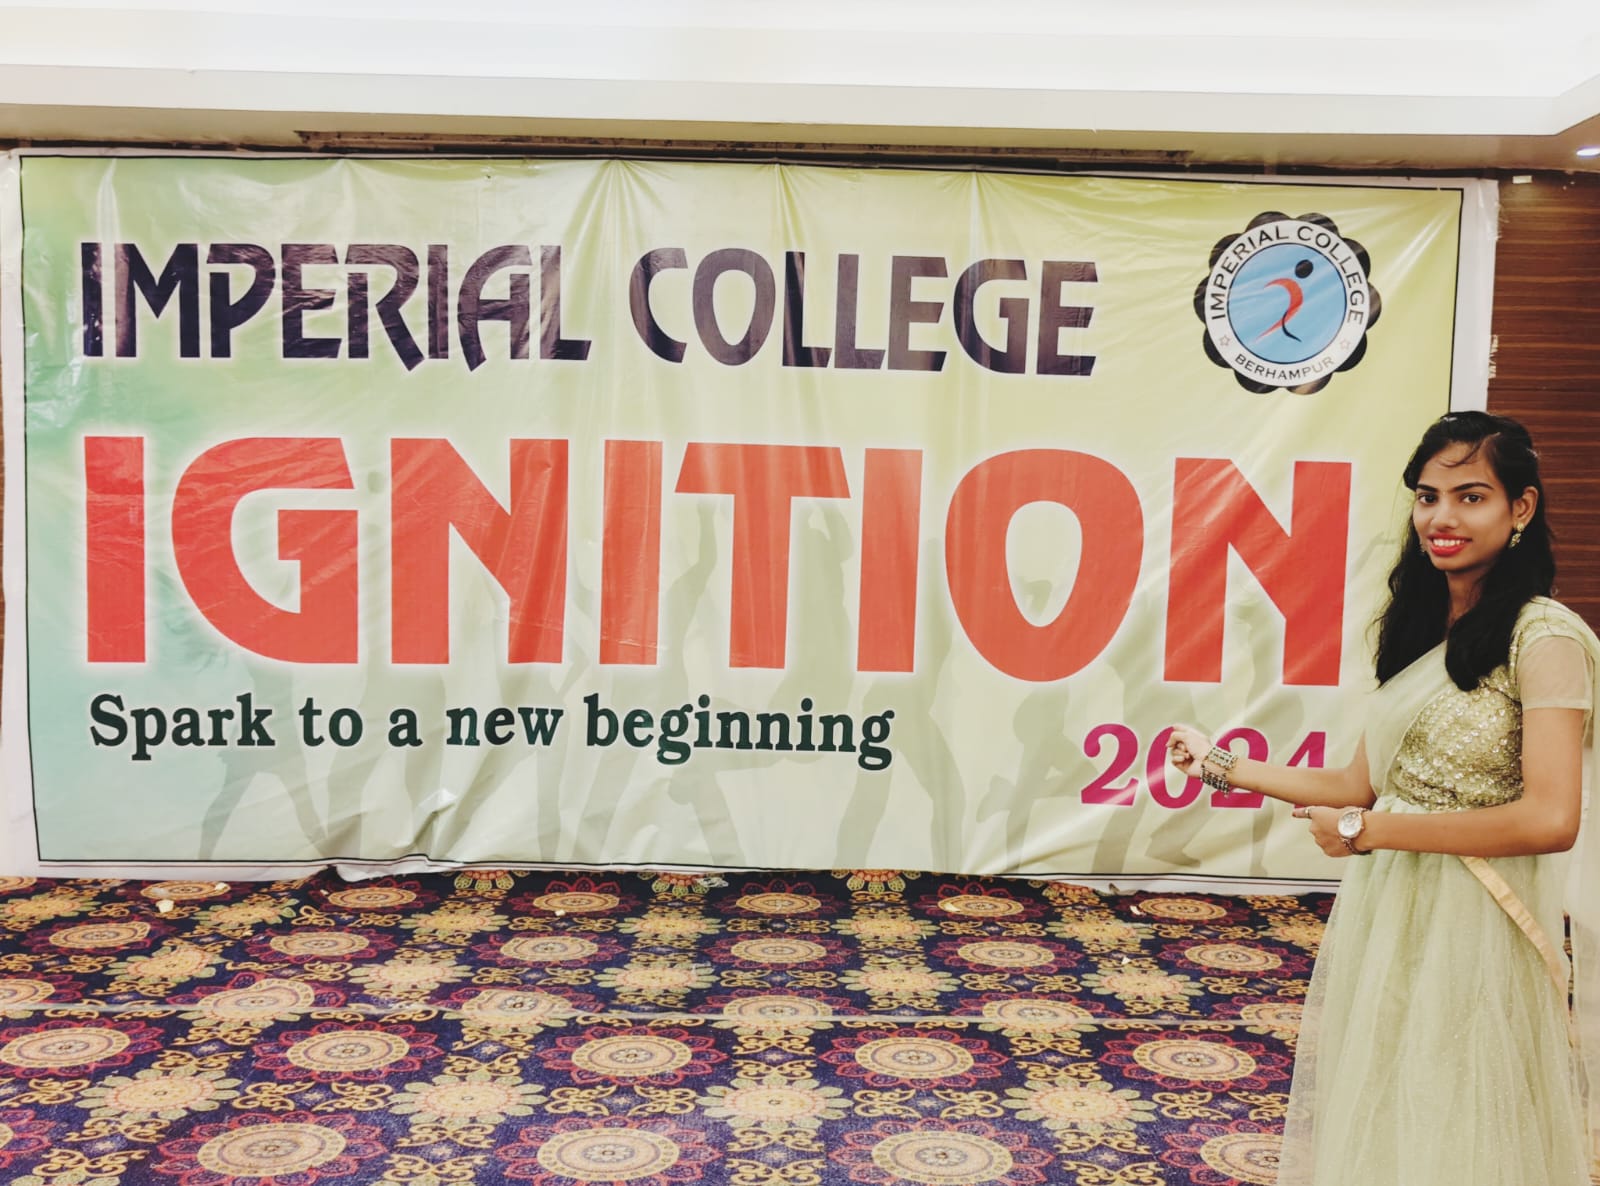 IMPERIAL COLLEGE
IMPERIAL COLLEGE
BERHAMPUR
IGNITION
Spark to a new beginning
2024